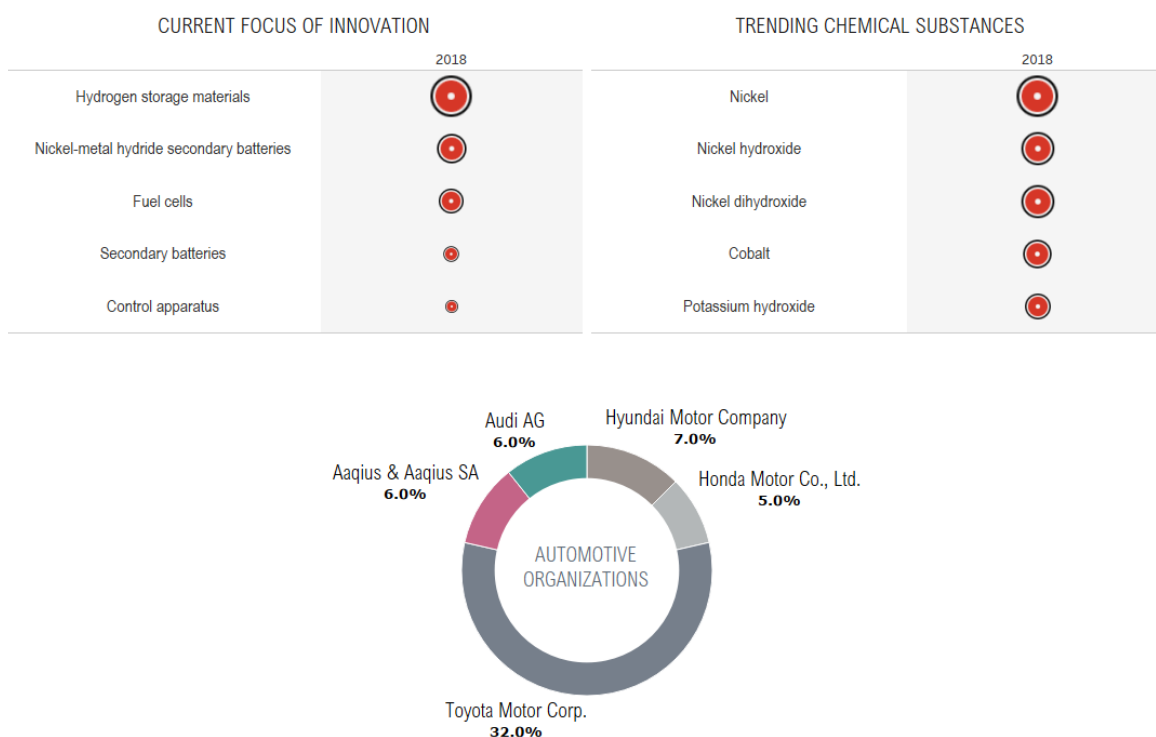 CURRENT FOCUS OF INNOVATION
2018
Hydrogen storage materials
Nickel-metal hydride secondary batteries
Fuel cells
Secondary batteries
Control apparatus
TRENDING CHEMICAL SUBSTANCES
2018
Nickel
Nickel hydroxide
Nickel dihydroxide
Cobalt
Potassium hydroxide
Audi AG
6.0%
Hyundai Motor Company
7.0%
Aaqius & Aaqius SA
6.0%
Honda Motor Co., Ltd.
5.0%
AUTOMOTIVE
ORGANIZATIONS
Toyota Motor Corp.
32.0%